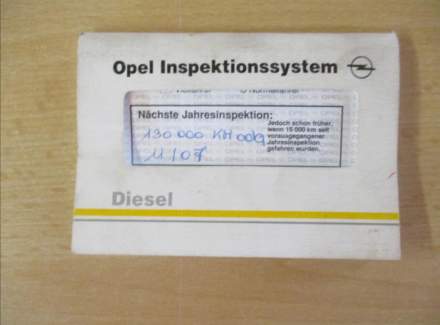 Opel Inspektionssystem
Nächste Jahresinspektion:
130 000 KM odg
11/07
Jedoch schon früher,
wenn 15 000 km seit
vorausgegangener
Jahresinspektion
gefahren wurden.
Diesel